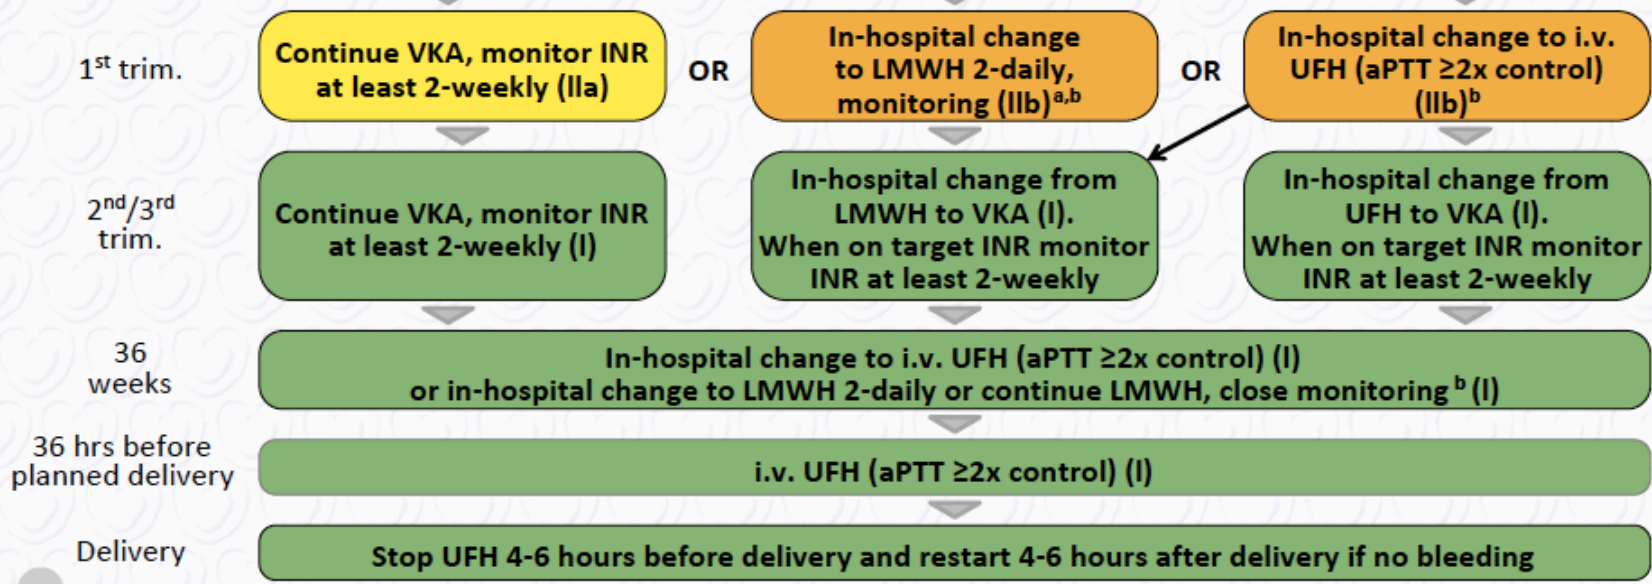 1st trim.
Continue VKA, monitor INR
at least 2-weekly (IIa)
OR
In-hospital change
to LMWH 2-daily,
monitoring (IIb)a,b
OR
In-hospital change to i.v.
UFH (aPTT ≥2x control)
(IIb)b
2nd/3rd
trim.
Continue VKA, monitor INR
at least 2-weekly (I)
In-hospital change from
LMWH to VKA (I).
When on target INR monitor
INR at least 2-weekly
In-hospital change from
UFH to VKA (I).
When on target INR monitor
INR at least 2-weekly
36
weeks
In-hospital change to i.v. UFH (aPTT ≥2x control) (I)
or in-hospital change to LMWH 2-daily or continue LMWH, close monitoring b (I)
36 hrs before
planned delivery
i.v. UFH (aPTT ≥2x control) (I)
Delivery
Stop UFH 4-6 hours before delivery and restart 4-6 hours after delivery if no bleeding